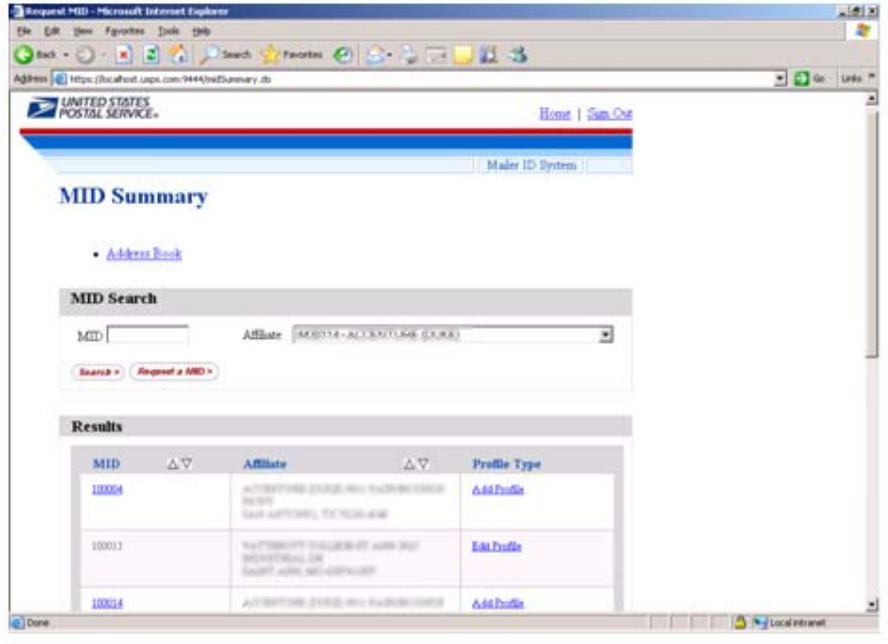 Request MID - Microsoft Internet Explorer
File Edit View Favorites Tools Help
Back Search Favorites
Address https://localhost.usps.com:9444/midSummary.do Go Links »
UNITED STATES
POSTAL SERVICE®
Home | Sign Out
Mailer ID System
MID Summary
• Address Book
MID Search
MID Affiliate
Search > Request a MID >
Results
MID △▽ Affiliate △▽ Profile Type
100004 Add Profile
100013 Edit Profile
100014 Add Profile
Done Local intranet